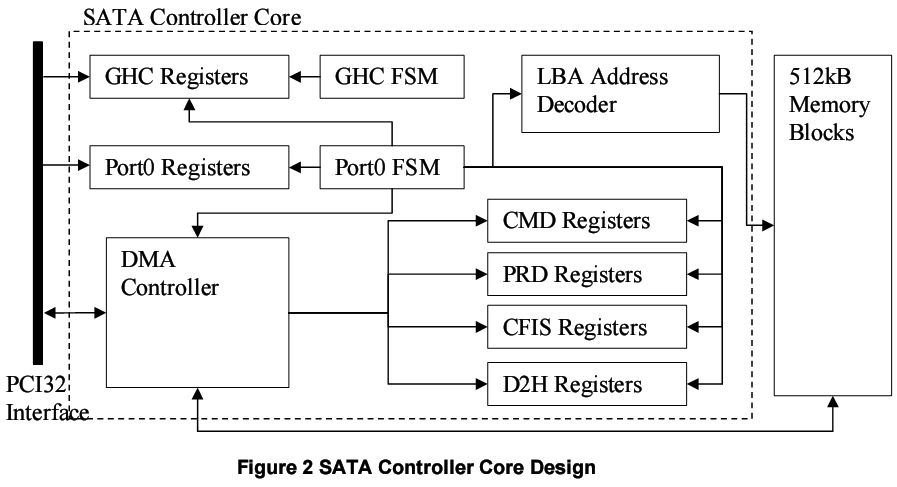 SATA Controller Core
GHC Registers
GHC FSM
LBA Address
Decoder
512kB
Memory
Blocks
Port0 Registers
Port0 FSM
CMD Registers
DMA
Controller
PRD Registers
CFIS Registers
D2H Registers
PCI32
Interface
Figure 2 SATA Controller Core Design